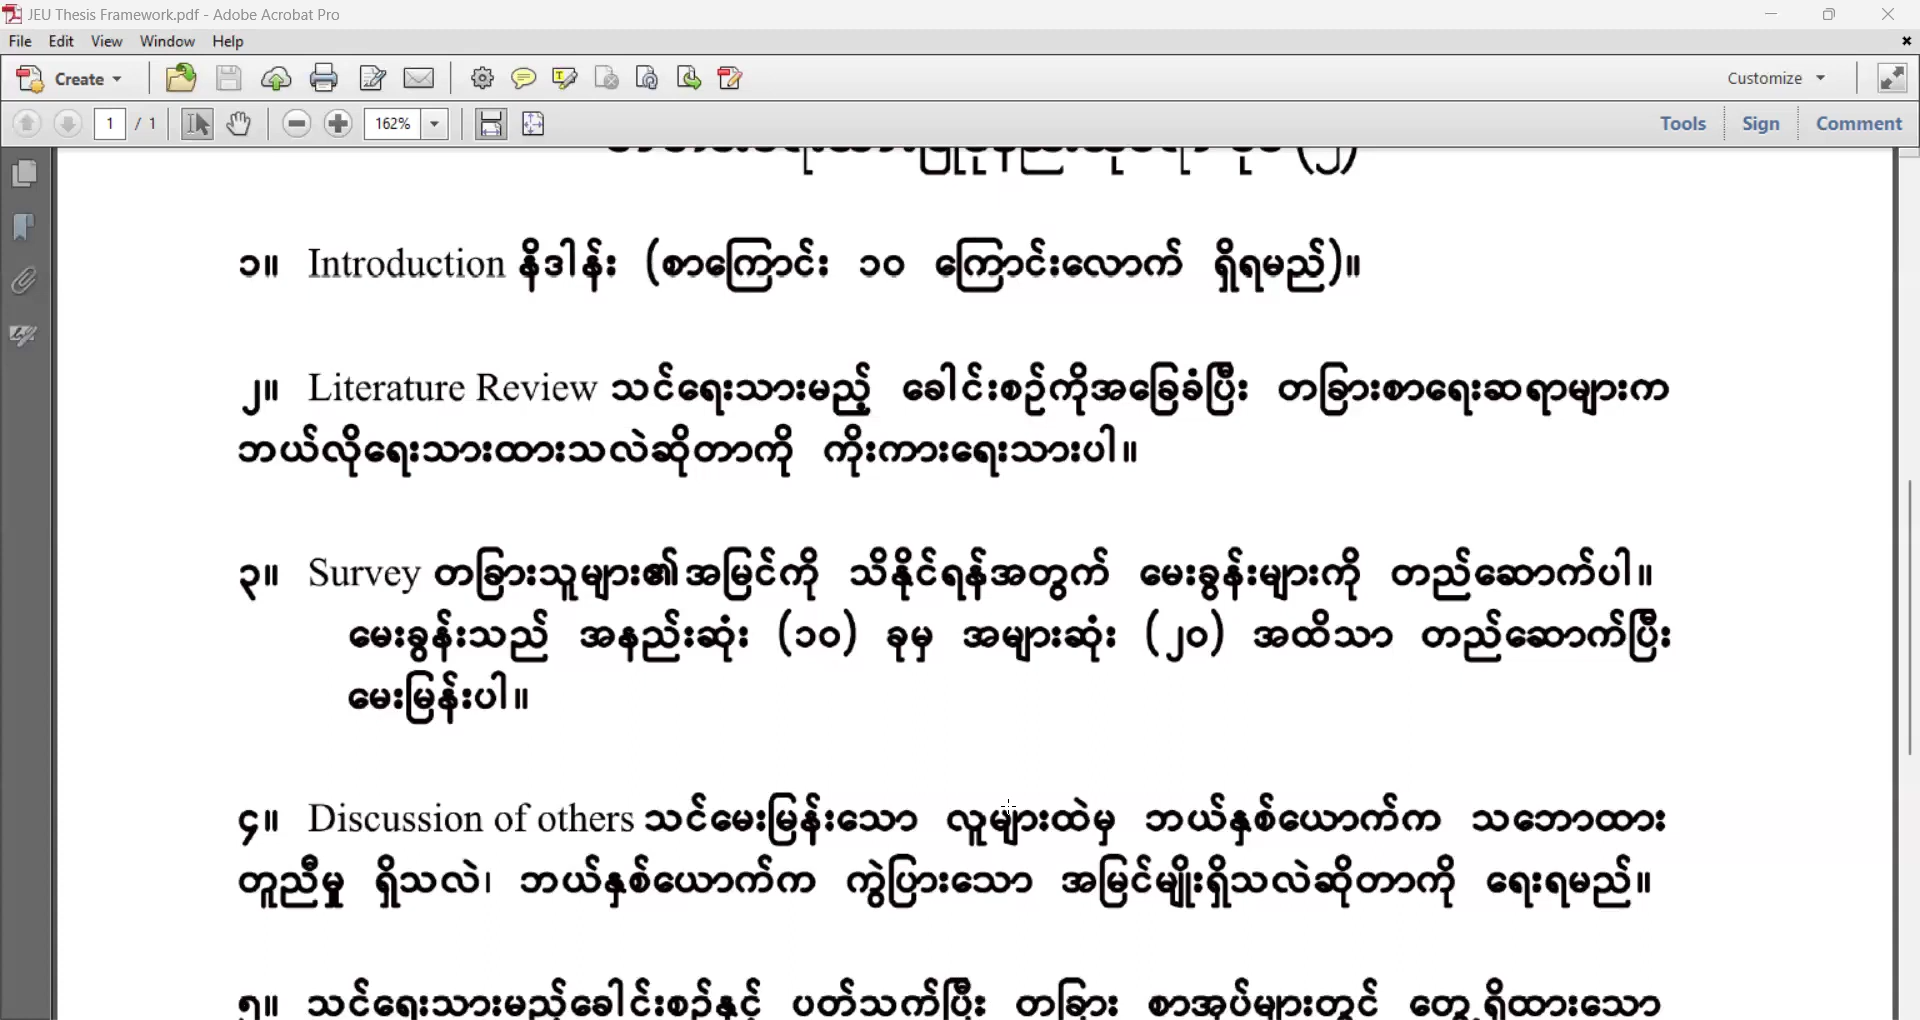 JEU Thesis Framework.pdf - Adobe Acrobat Pro
File Edit View Window Help
Create Customize
1 / 1 162% Tools Sign Comment
၁။ Introduction နိဒါန်း (စာကြောင်း ၁၀ ကြောင်းလောက် ရှိရမည်)။
၂။ Literature Review သင်ရေးသားမည့် ခေါင်းစဉ်ကိုအခြေခံပြီး တခြားစာရေးဆရာများက
ဘယ်လိုရေးသားထားသလဲဆိုတာကို ကိုးကားရေးသားပါ။
၃။ Survey တခြားသူများ၏အမြင်ကို သိနိုင်ရန်အတွက် မေးခွန်းများကို တည်ဆောက်ပါ။
မေးခွန်းသည် အနည်းဆုံး (၁၀) ခုမှ အများဆုံး (၂၀) အထိသာ တည်ဆောက်ပြီး
မေးမြန်းပါ။
၄။ Discussion of others သင်မေးမြန်းသော လူများထဲမှ ဘယ်နှစ်ယောက်က သဘောထား
တူညီမှု ရှိသလဲ၊ ဘယ်နှစ်ယောက်က ကွဲပြားသော အမြင်မျိုးရှိသလဲဆိုတာကို ရေးရမည်။
၅။ သင်ရေးသားမည့်ခေါင်းစဉ်နှင့် ပတ်သက်ပြီး တခြား စာအုပ်များတွင် တွေ့ရှိထားသော